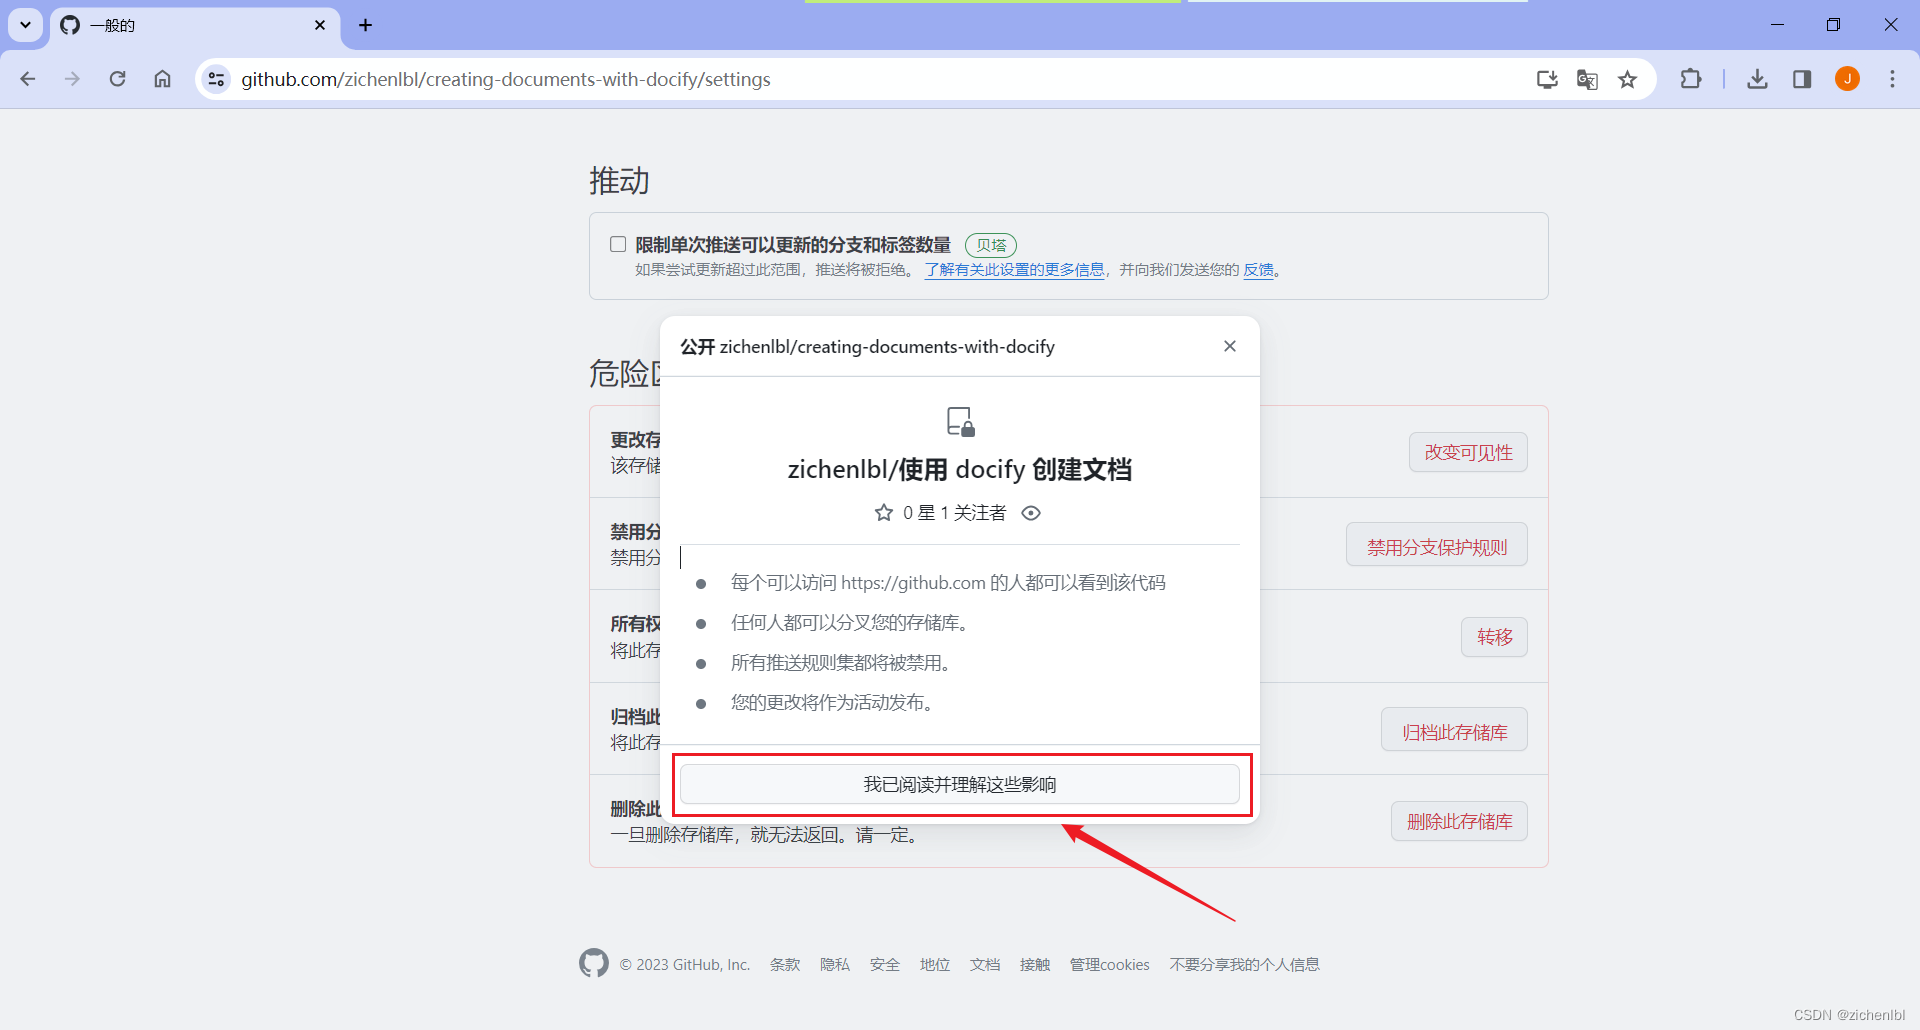 一般的
github.com/zichenlbl/creating-documents-with-docify/settings
J
推动
限制单次推送可以更新的分支和标签数量 贝塔
如果尝试更新超过此范围，推送将被拒绝。 了解有关此设置的更多信息，并向我们发送您的 反馈。
公开 zichenlbl/creating-documents-with-docify
危险
zichenlbl/使用 docify 创建文档
0 星 1 关注者
每个可以访问 https://github.com 的人都可以看到该代码
任何人都可以分叉您的存储库。
所有推送规则集都将被禁用。
您的更改将作为活动发布。
我已阅读并理解这些影响
更改存
该存储
改变可见性
禁用分
禁用分
禁用分支保护规则
所有权
将此存
转移
归档此
将此存
归档此存储库
删除此
一旦删除存储库，就无法返回。请一定。
删除此存储库
© 2023 GitHub, Inc. 条款 隐私 安全 地位 文档 接触 管理cookies 不要分享我的个人信息
CSDN @zichenlbl